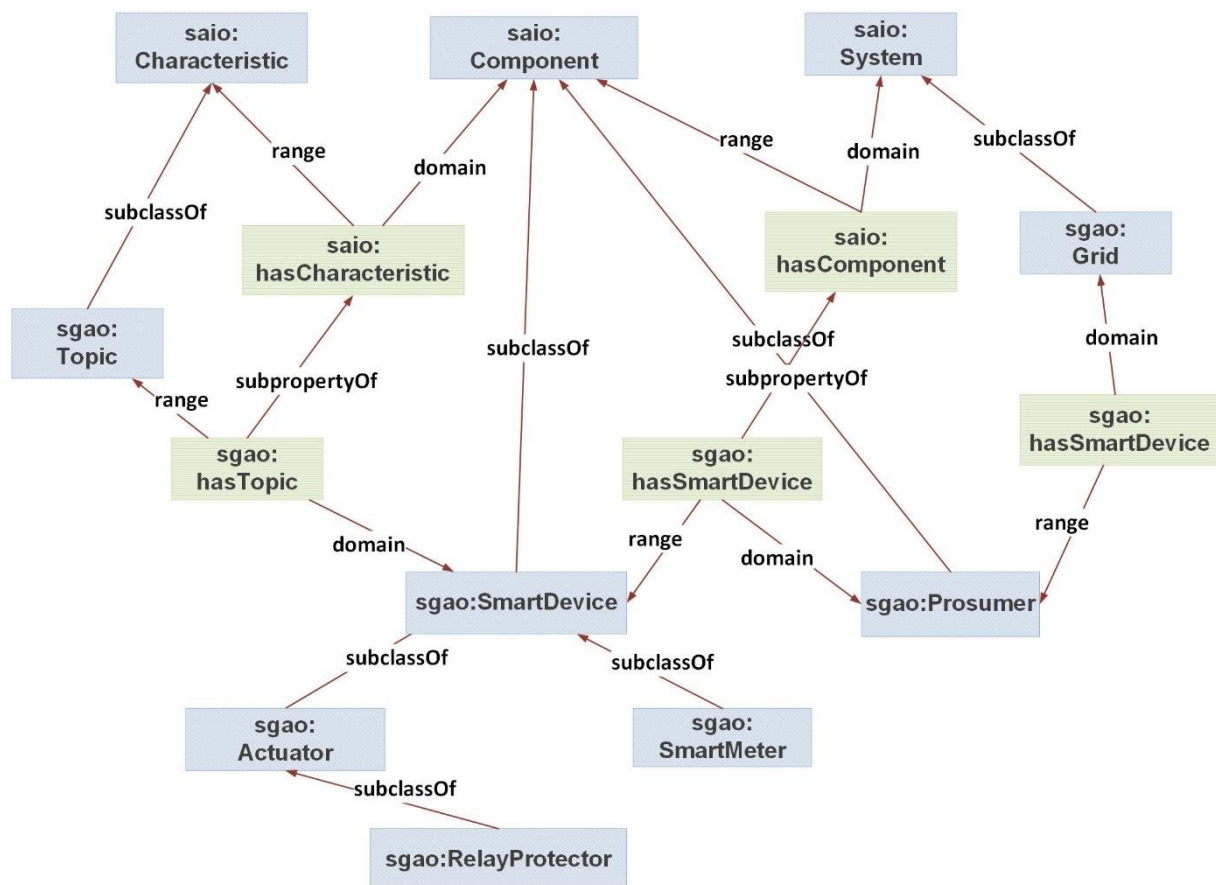 saio:
Characteristic
saio:
Component
saio:
System
range
range
subclassOf
domain
domain
subclassOf
saio:
hasCharacteristic
saio:
hasComponent
sgao:
Grid
sgao:
Topic
subclassOf
subclassOf
domain
subpropertyOf
subpropertyOf
range
sgao:
hasTopic
sgao:
hasSmartDevice
sgao:
hasSmartDevice
domain
range
domain
range
sgao:SmartDevice
sgao:Prosumer
subclassOf
subclassOf
sgao:
Actuator
sgao:
SmartMeter
subclassOf
sgao:RelayProtector